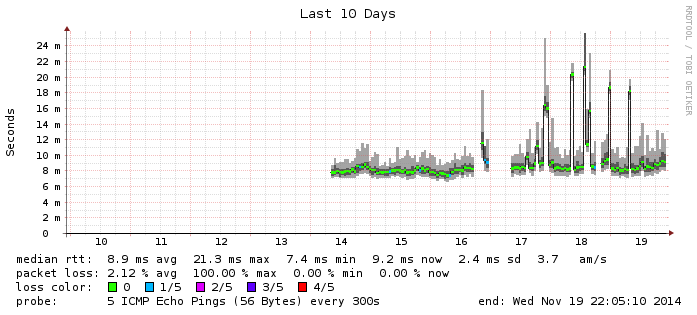 Last 10 Days
RRDTOOL / TOBI OETIKER
Seconds
24 m
22 m
20 m
18 m
16 m
14 m
12 m
10 m
8 m
6 m
4 m
2 m
0
10 11 12 13 14 15 16 17 18 19
median rtt: 8.9 ms avg 21.3 ms max 7.4 ms min 9.2 ms now 2.4 ms sd 3.7 am/s
packet loss: 2.12 % avg 100.00 % max 0.00 % min 0.00 % now
loss color: 0 1/5 2/5 3/5 4/5
probe: 5 ICMP Echo Pings (56 Bytes) every 300s end: Wed Nov 19 22:05:10 2014